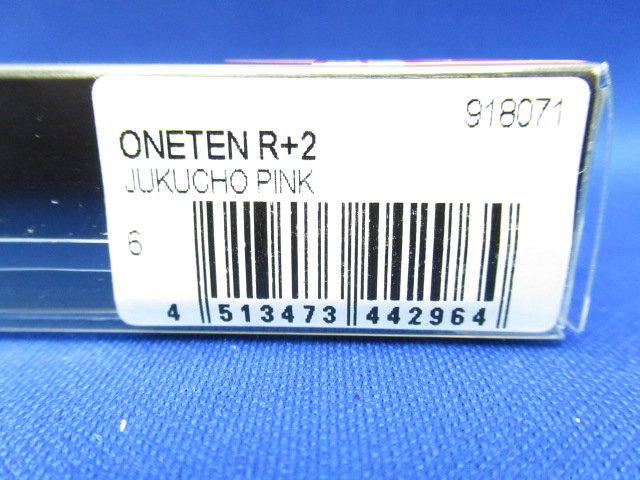 918071
ONETEN R+2
JUKUCHO PINK
6
4 513473 442964